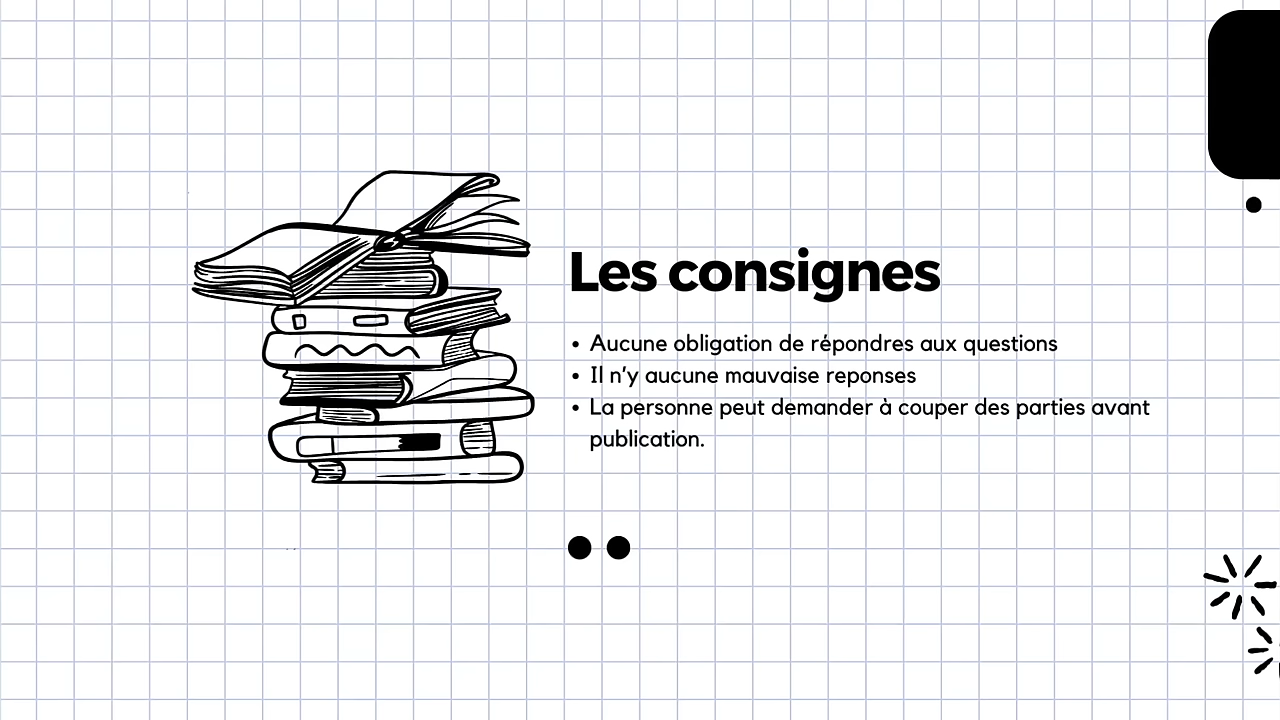 Les consignes
• Aucune obligation de répondres aux questions
• Il n’y aucune mauvaise reponses
• La personne peut demander à couper des parties avant
publication.